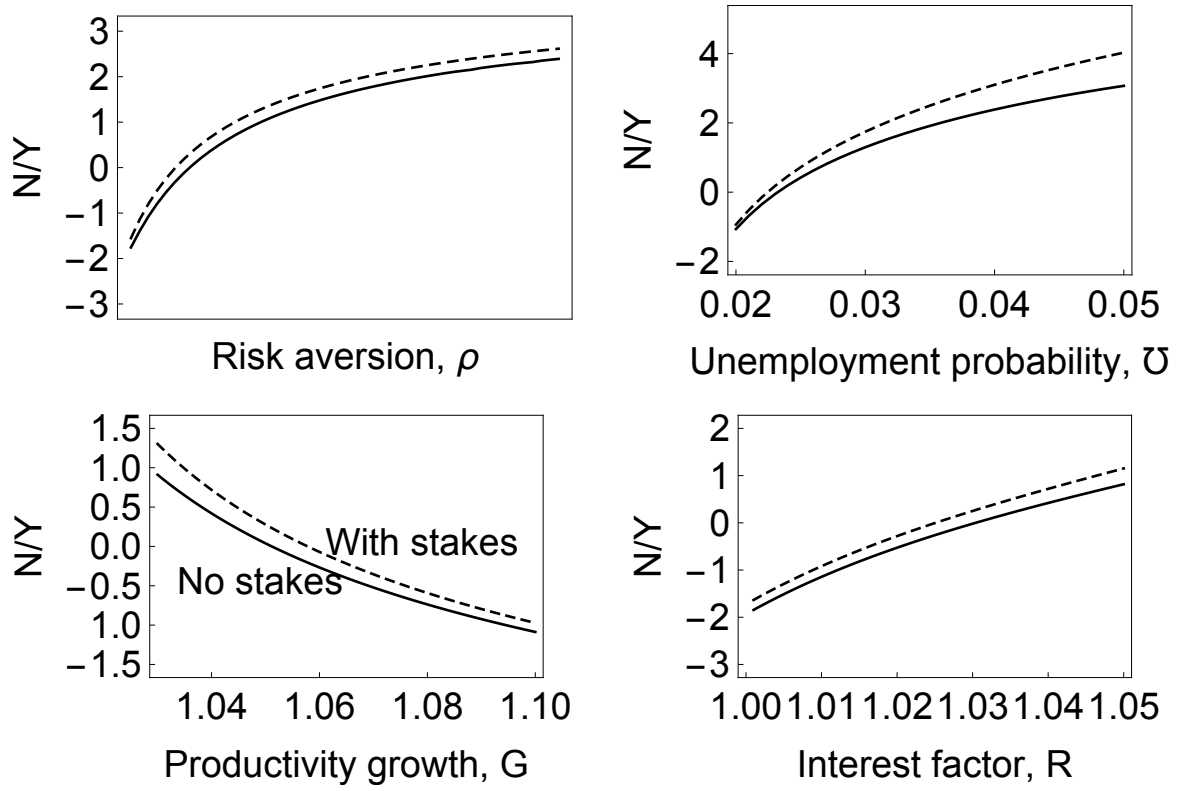 3
2
1
0
−1
−2
−3
N/Y
Risk aversion, ρ
4
2
0
−2
N/Y
0.02 0.03 0.04 0.05
Unemployment probability, ℧
1.5
1.0
0.5
0.0
−0.5
1.0
−1.5
N/Y
With stakes
No stakes
1.04 1.06 1.08 1.10
Productivity growth, G
2
1
0
−1
−2
−3
N/Y
1.00 1.01 1.02 1.03 1.04 1.05
Interest factor, R